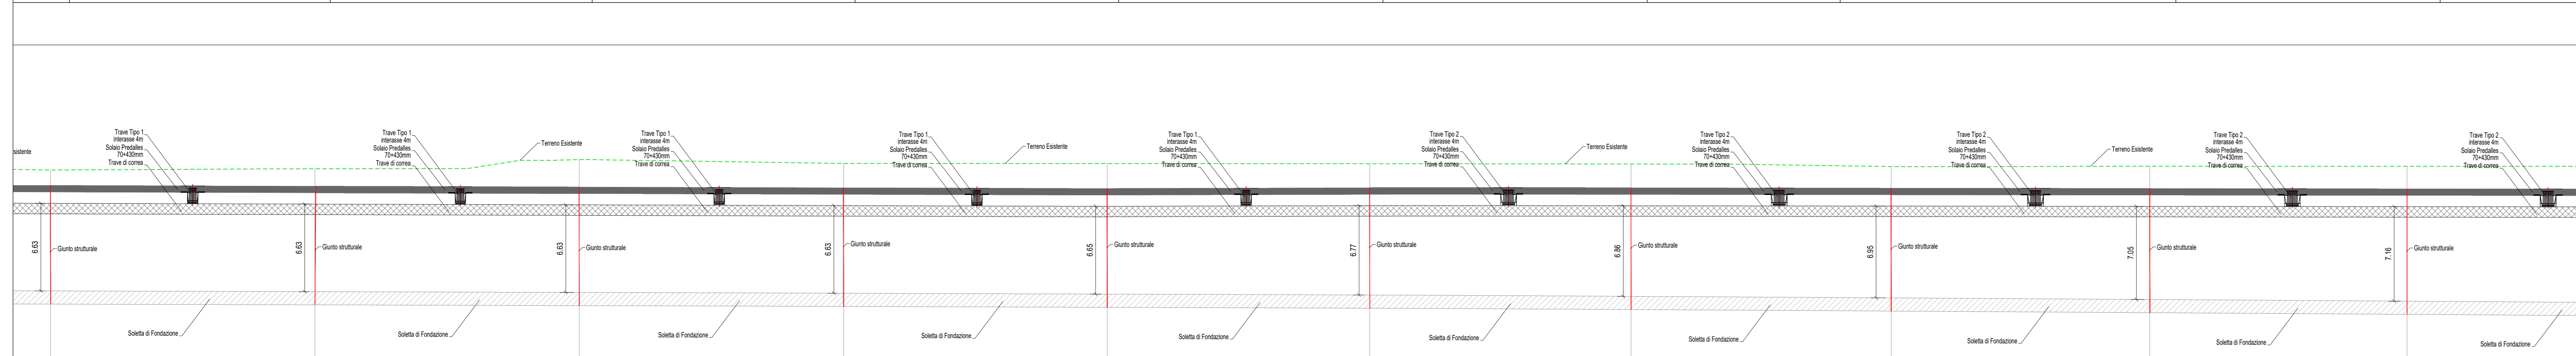 Trave Tipo 1
interasse 4m
Solaio Predalles
70+430mm
Trave di correa
Trave Tipo 1
interasse 4m
Solaio Predalles
70+430mm
Trave di correa
Terreno Esistente
Trave Tipo 1
interasse 4m
Solaio Predalles
70+430mm
Trave di correa
Trave Tipo 1
interasse 4m
Solaio Predalles
70+430mm
Trave di correa
Terreno Esistente
Trave Tipo 1
interasse 4m
Solaio Predalles
70+430mm
Trave di correa
Trave Tipo 2
interasse 4m
Solaio Predalles
70+430mm
Trave di correa
Terreno Esistente
Trave Tipo 2
interasse 4m
Solaio Predalles
70+430mm
Trave di correa
Trave Tipo 2
interasse 4m
Solaio Predalles
70+430mm
Trave di correa
Terreno Esistente
Trave Tipo 2
interasse 4m
Solaio Predalles
70+430mm
Trave di correa
Trave Tipo 2
interasse 4m
Solaio Predalles
70+430mm
Trave di correa
sistente
6.63
Giunto strutturale
6.63
Giunto strutturale
6.63
Giunto strutturale
6.63
Giunto strutturale
6.65
Giunto strutturale
6.77
Giunto strutturale
6.86
Giunto strutturale
6.95
Giunto strutturale
7.05
Giunto strutturale
7.16
Giunto strutturale
Soletta di Fondazione
Soletta di Fondazione
Soletta di Fondazione
Soletta di Fondazione
Soletta di Fondazione
Soletta di Fondazione
Soletta di Fondazione
Soletta di Fondazione
Soletta di Fondazione
Soletta di Fondazione